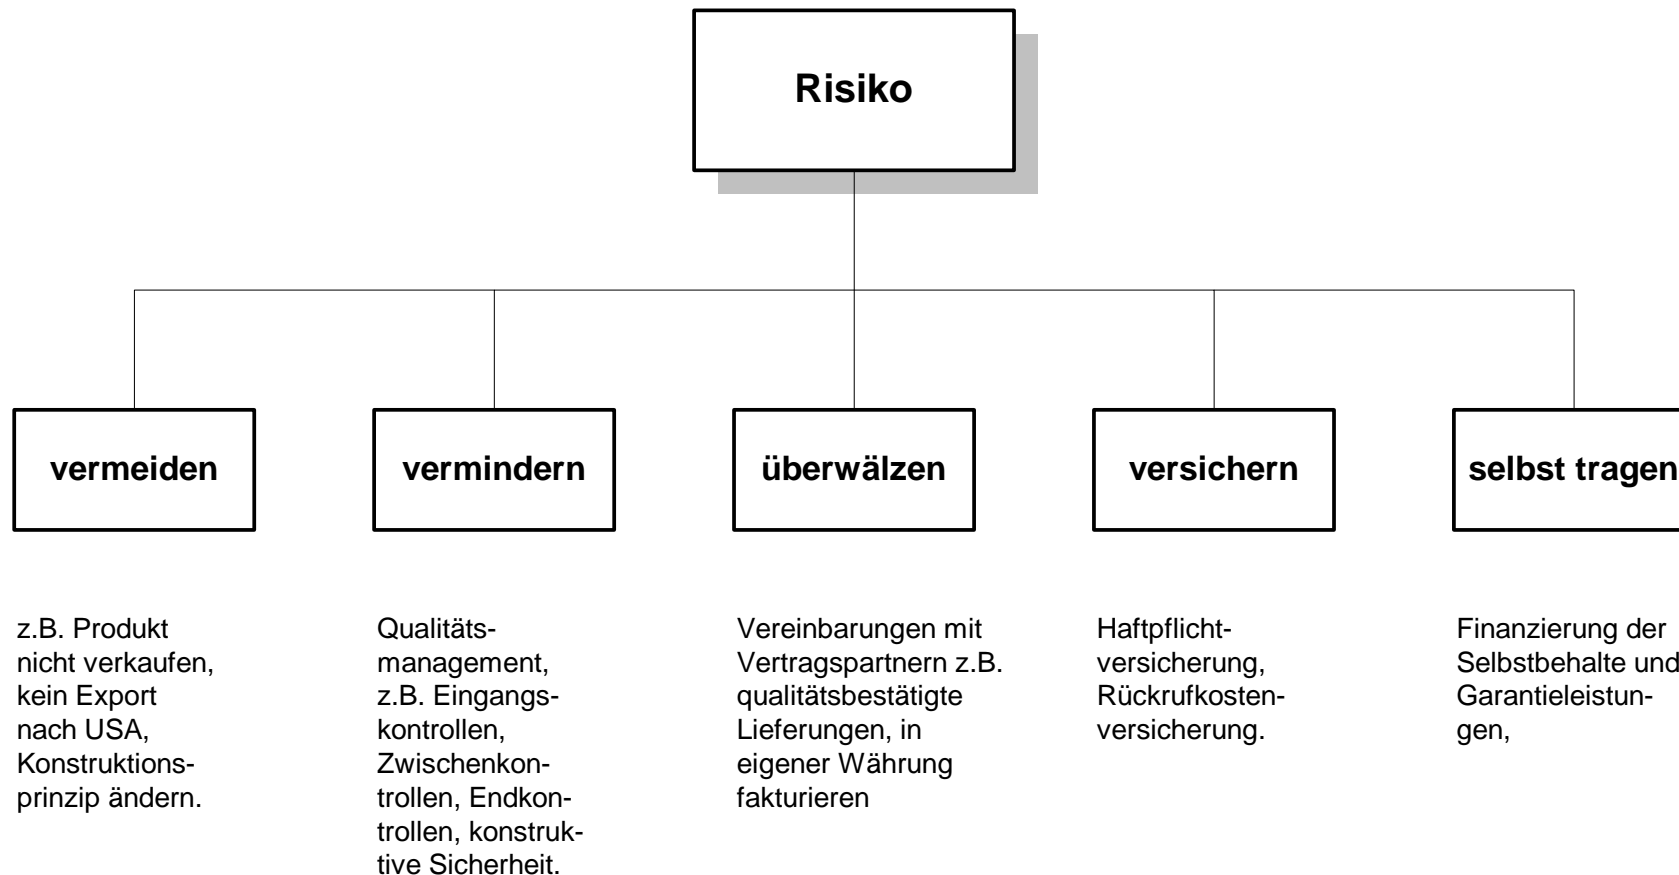 Risiko
vermeiden
vermindern
überwälzen
versichern
selbst tragen
z.B. Produkt
nicht verkaufen,
kein Export
nach USA,
Konstruktions-
prinzip ändern.
Qualitäts-
management,
z.B. Eingangs-
kontrollen,
Zwischenkon-
trollen, Endkon-
trollen, konstruk-
tive Sicherheit.
Vereinbarungen mit
Vertragspartnern z.B.
qualitätsbestätigte
Lieferungen, in
eigener Währung
fakturieren
Haftpflicht-
versicherung,
Rückrufkosten-
versicherung.
Finanzierung der
Selbstbehalte und
Garantieleistun-
gen,